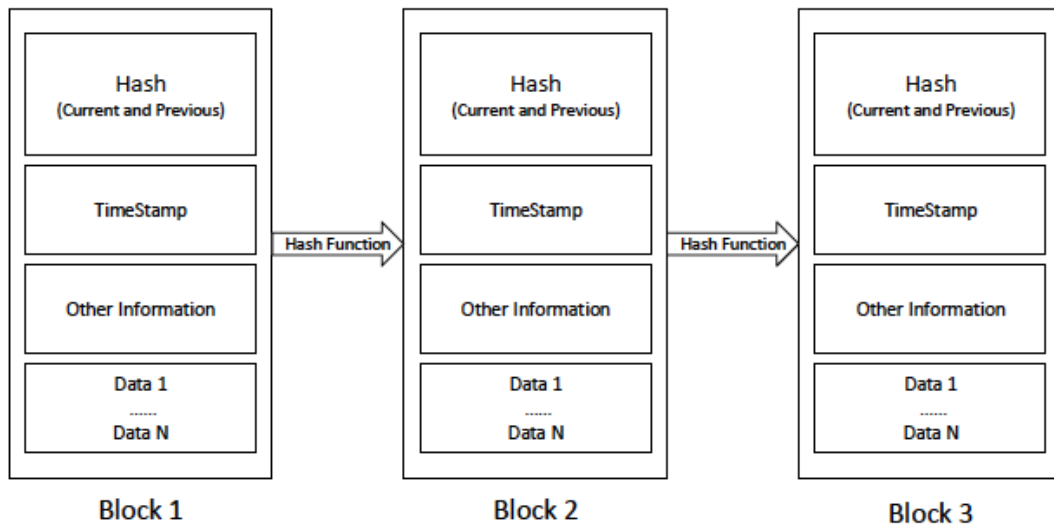 Hash
(Current and Previous)
TimeStamp
Other Information
Data 1
......
Data N
Block 1
Hash Function
Hash
(Current and Previous)
TimeStamp
Other Information
Data 1
......
Data N
Block 2
Hash Function
Hash
(Current and Previous)
TimeStamp
Other Information
Data 1
......
Data N
Block 3